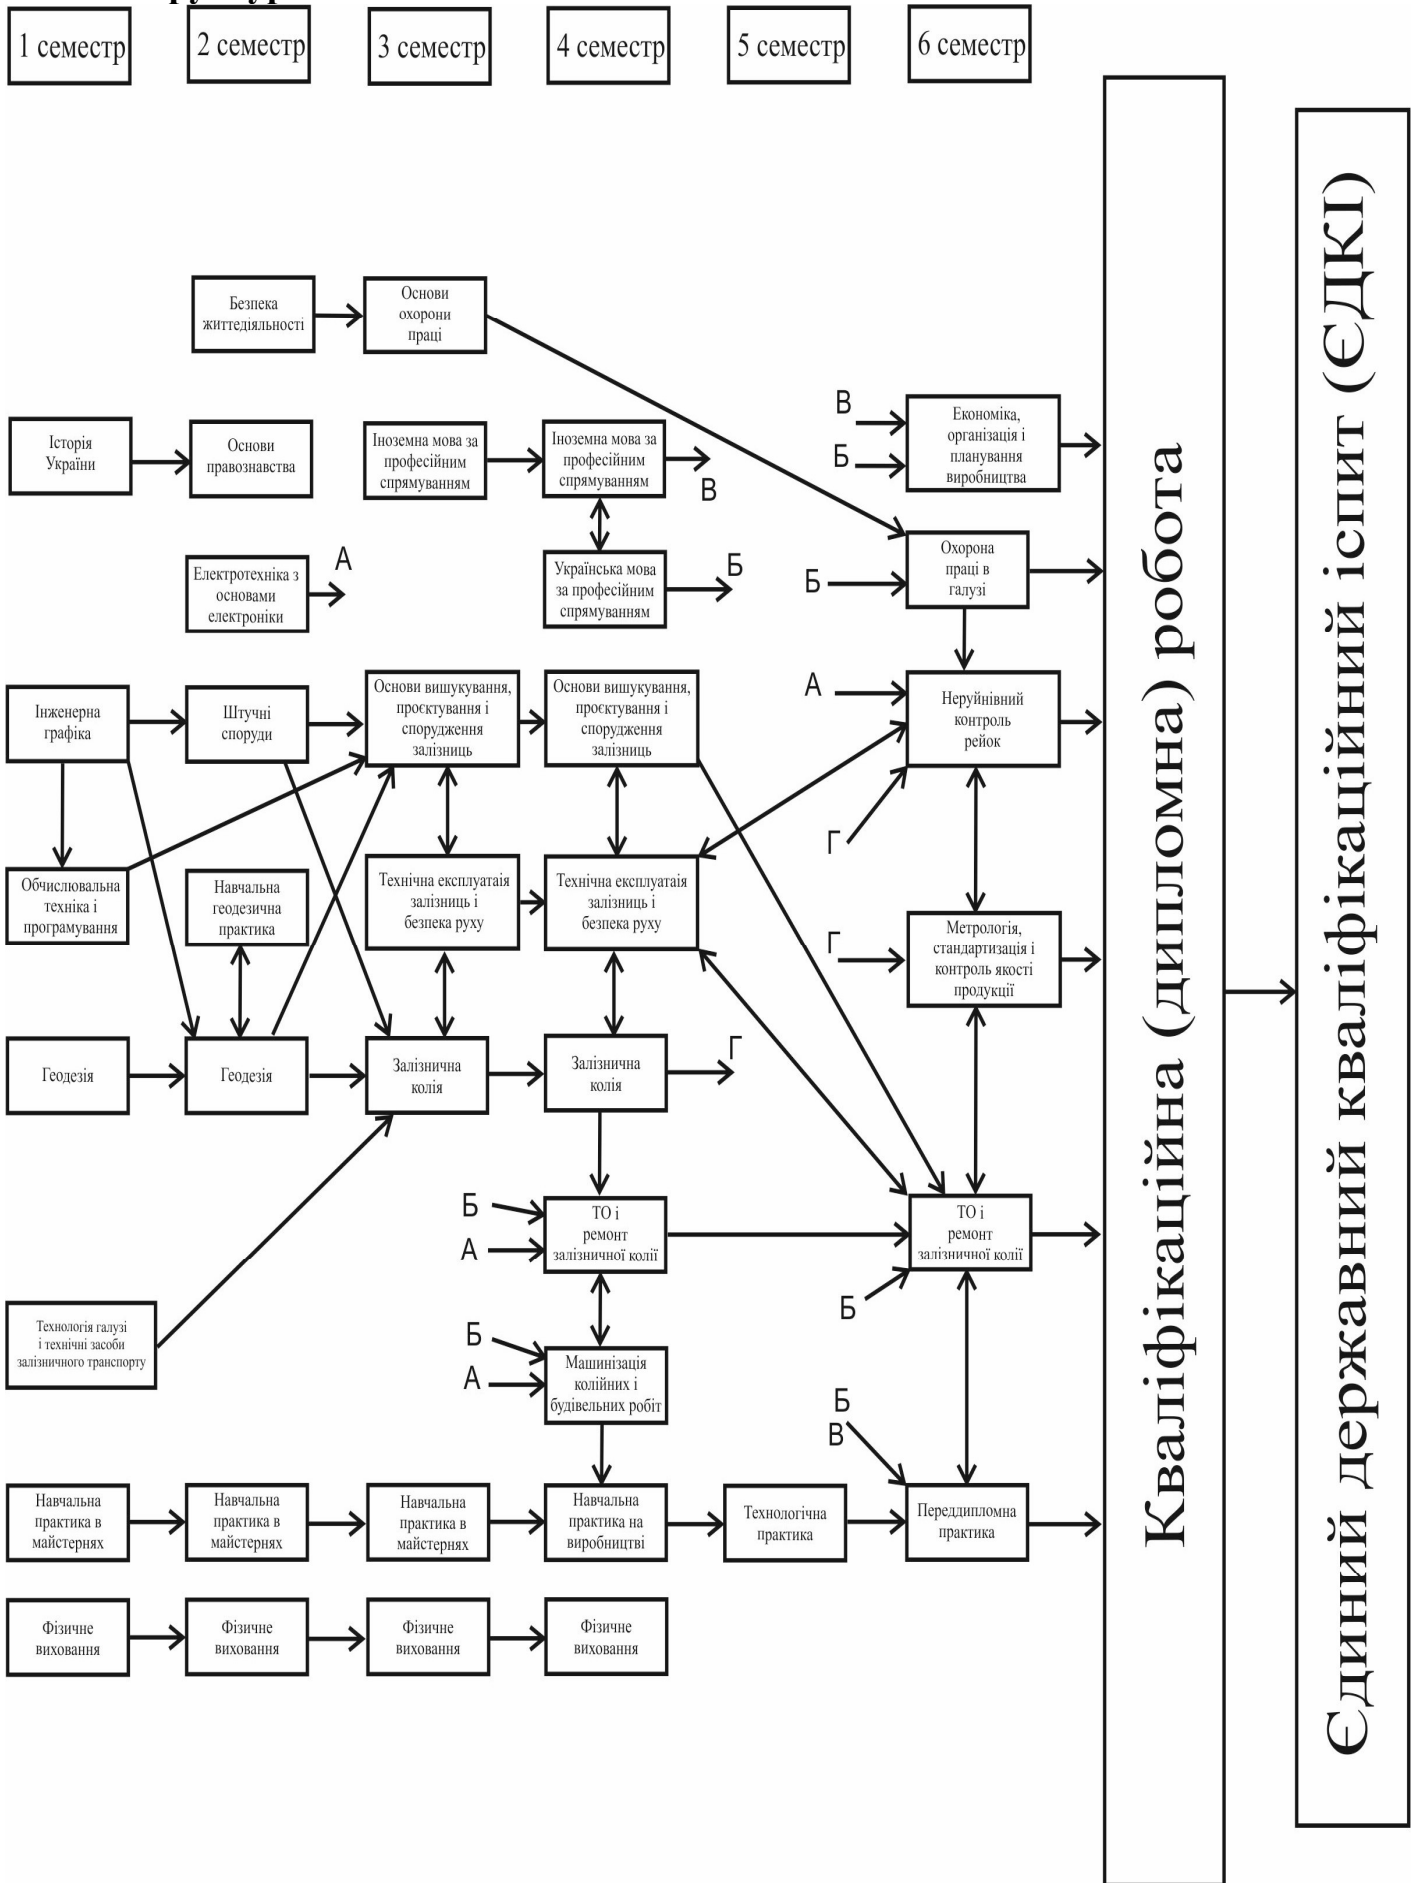 1 семестр
2 семестр
3 семестр
4 семестр
5 семестр
6 семестр
Безпека
життедіяльності
Основи
охорони
праці
Історія
України
Основи
правознавства
Іноземна мова за
професійним
спрямуванням
Іноземна мова за
професійним
спрямуванням
В
В
Б
Економіка,
організація і
планування
виробництва
Електротехніка з
основами
електроніки
А
Українська мова
за професійним
спрямуванням
Б
Б
Охорона
праці в
галузі
Інженерна
графіка
Штучні
споруди
Основи вишукування,
проєктування і
спорудження
залізниць
Основи вишукування,
проєктування і
спорудження
залізниць
А
Г
Неруйнівний
контроль
рейок
Обчислювальна
техніка і
програмування
Навчальна
геодезична
практика
Технічна експлуатаія
залізниць і
безпека руху
Технічна експлуатаія
залізниць і
безпека руху
Г
Метрологія,
стандартизація і
контроль якості
продукції
Геодезія
Геодезія
Залізнична
колія
Залізнична
колія
Г
Б
А
ТО і
ремонт
залізничної колії
Б
ТО і
ремонт
залізничної колії
Технологія галузі
і технічні засоби
залізничного транспорту
Б
А
Машинізація
колійних і
будівельних робіт
Б
В
Навчальна
практика в
майстернях
Навчальна
практика в
майстернях
Навчальна
практика в
майстернях
Навчальна
практика на
виробництві
Технологічна
практика
Переддипломна
практика
Фізичне
виховання
Фізичне
виховання
Фізичне
виховання
Фізичне
виховання
Кваліфікаційна (дипломна) робота
Єдиний державний кваліфікаційнний іспит (ЄДКІ)